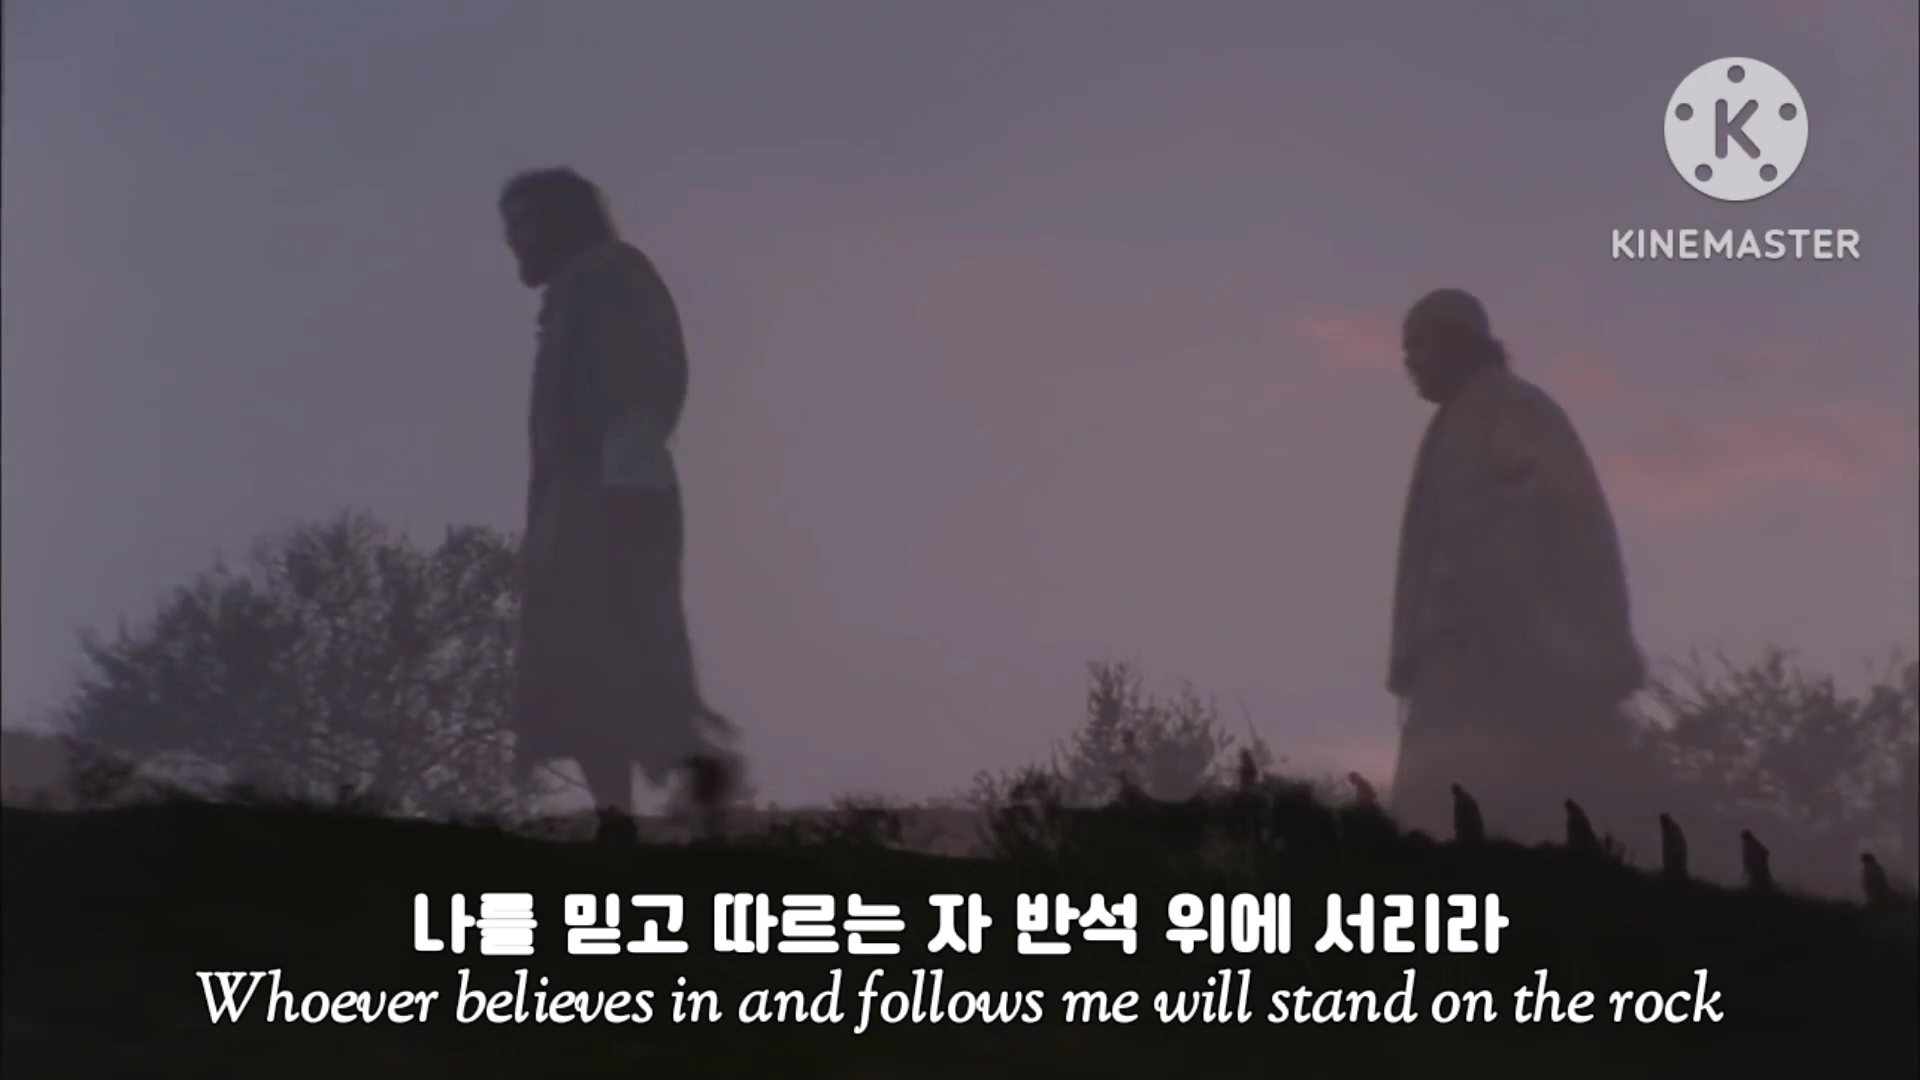 K
KINEMASTER
나를 믿고 따르는 자 반석 위에 서리라
Whoever believes in and follows me will stand on the rock